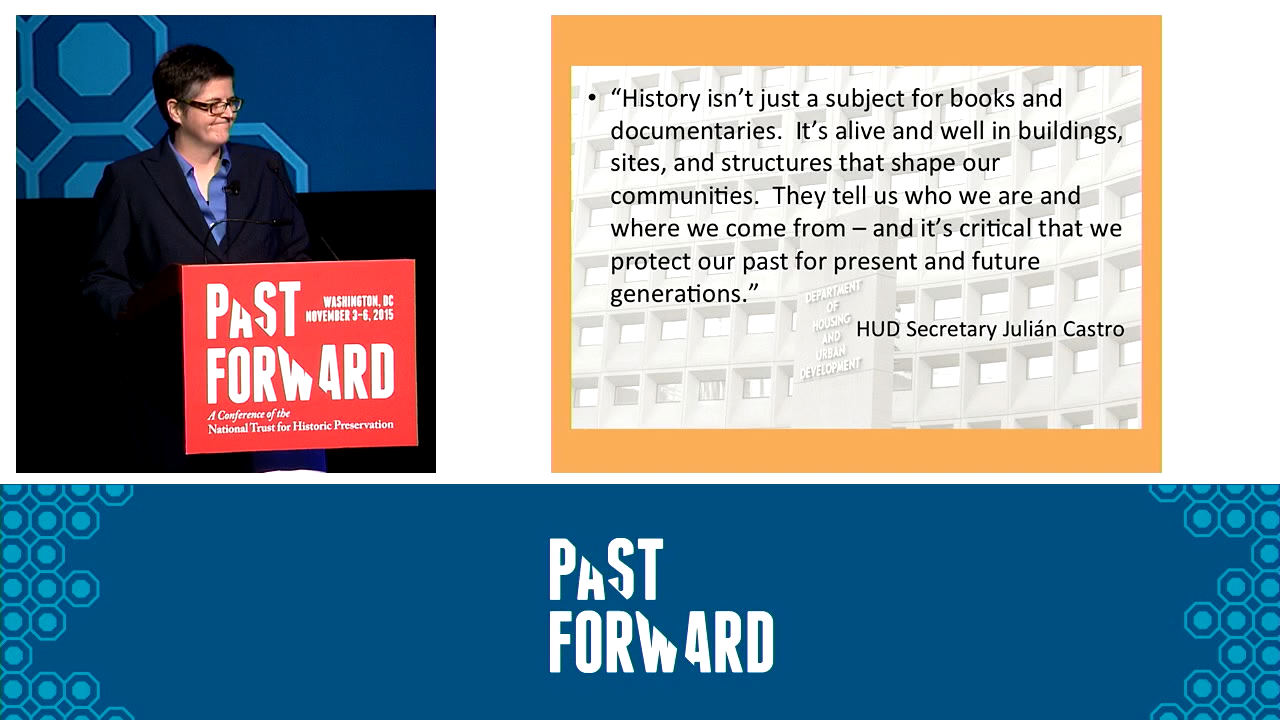 PAST
FORWARD
WASHINGTON, DC
NOVEMBER 3-6, 2015
A Conference of the
National Trust for Historic Preservation
• “History isn’t just a subject for books and
documentaries.  It’s alive and well in buildings,
sites, and structures that shape our
communities.  They tell us who we are and
where we come from – and it’s critical that we
protect our past for present and future
generations.”
HUD Secretary Julián Castro
DEPARTMENT
OF
HOUSING
AND
URBAN
DEVELOPMENT
PAST
FORWARD